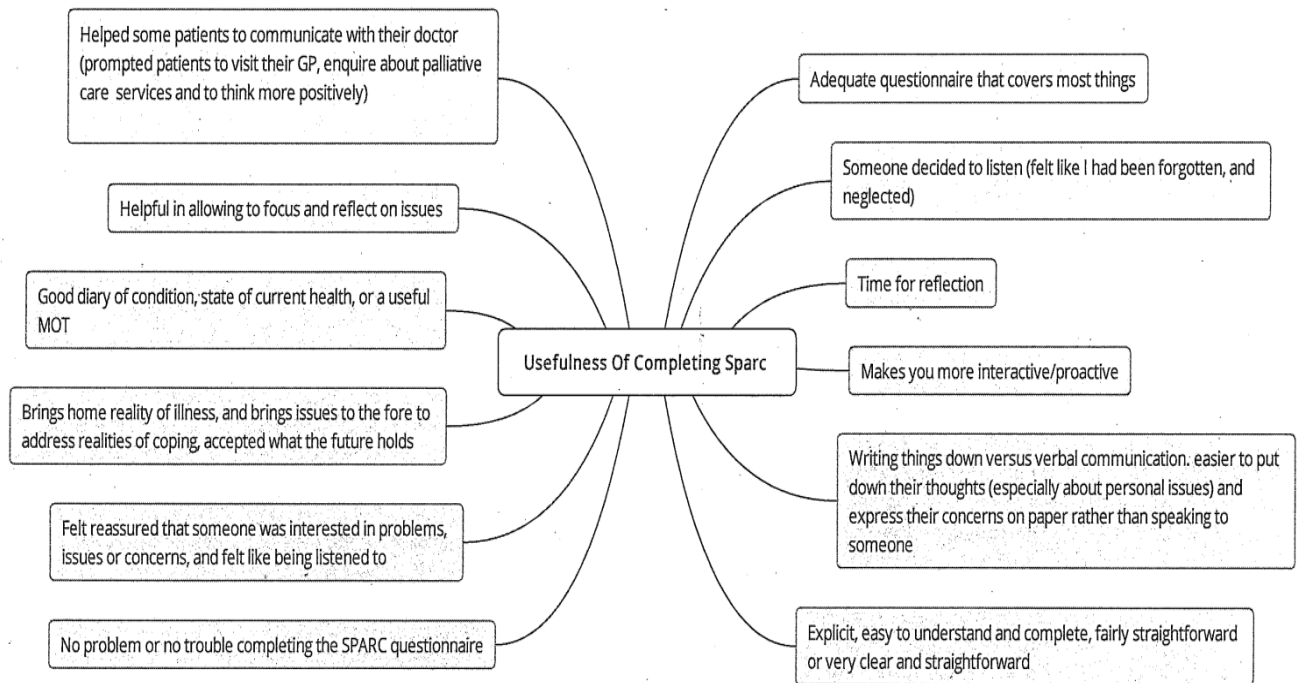 Helped some patients to communicate with their doctor
(prompted patients to visit their GP, enquire about palliative
care services and to think more positively)
Helpful in allowing to focus and reflect on issues
Good diary of condition, state of current health, or a useful
MOT
Brings home reality of illness, and brings issues to the fore to
address realities of coping, accepted what the future holds
Felt reassured that someone was interested in problems,
issues or concerns, and felt like being listened to
No problem or no trouble completing the SPARC questionnaire
Usefulness Of Completing Sparc
Adequate questionnaire that covers most things
Someone decided to listen (felt like I had been forgotten, and
neglected)
Time for reflection
Makes you more interactive/proactive
Writing things down versus verbal communication. easier to put
down their thoughts (especially about personal issues) and
express their concerns on paper rather than speaking to
someone
Explicit, easy to understand and complete, fairly straightforward
or very clear and straightforward